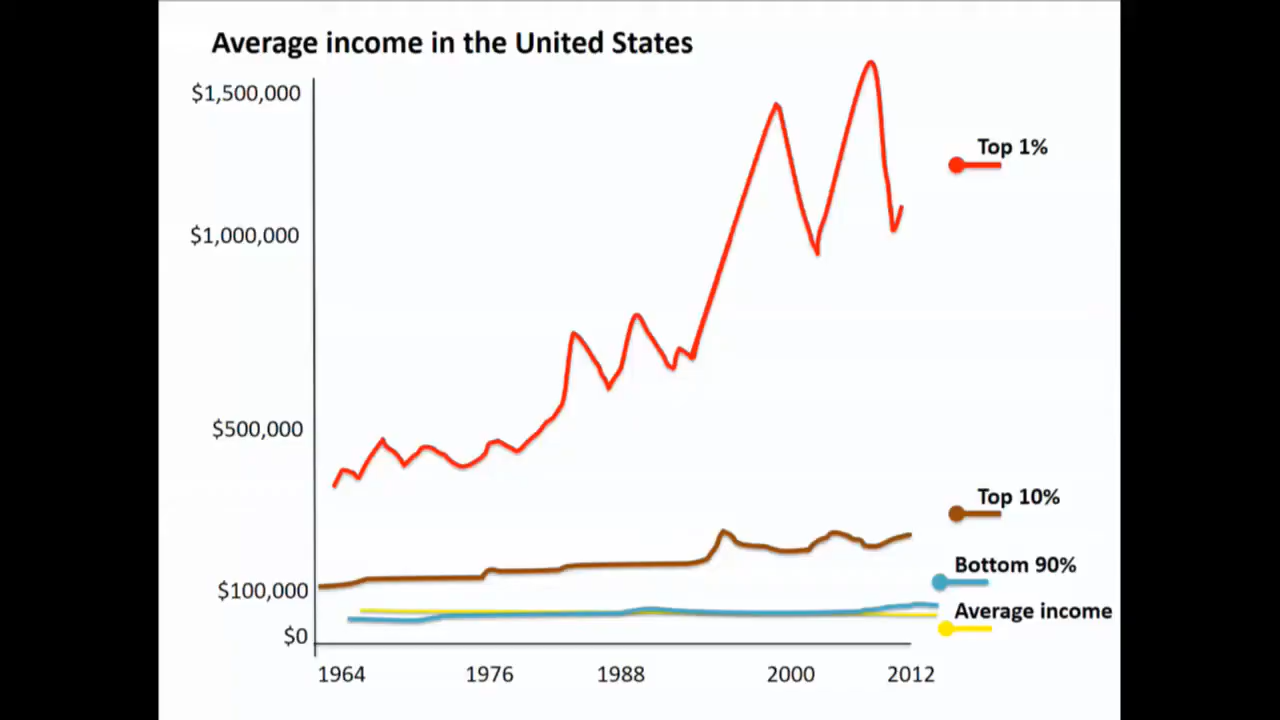 Average income in the United States
$1,500,000
Top 1%
$1,000,000
$500,000
Top 10%
Bottom 90%
$100,000
Average income
$0
1964 1976 1988 2000 2012